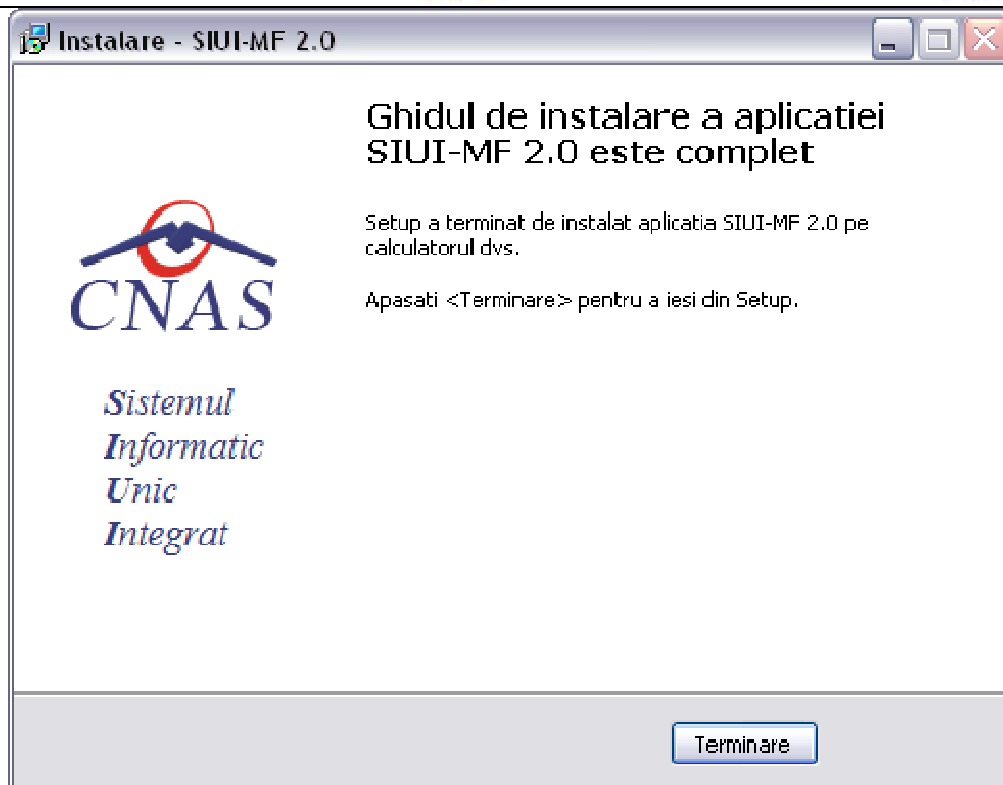 Instalare - SIUI-MF 2.0
Ghidul de instalare a aplicatiei
SIUI-MF 2.0 este complet
Setup a terminat de instalat aplicatia SIUI-MF 2.0 pe
calculatorul dvs.
Apasati <Terminare> pentru a iesi din Setup.
CNAS
Sistemul
Informatic
Unic
Integrat
Terminare